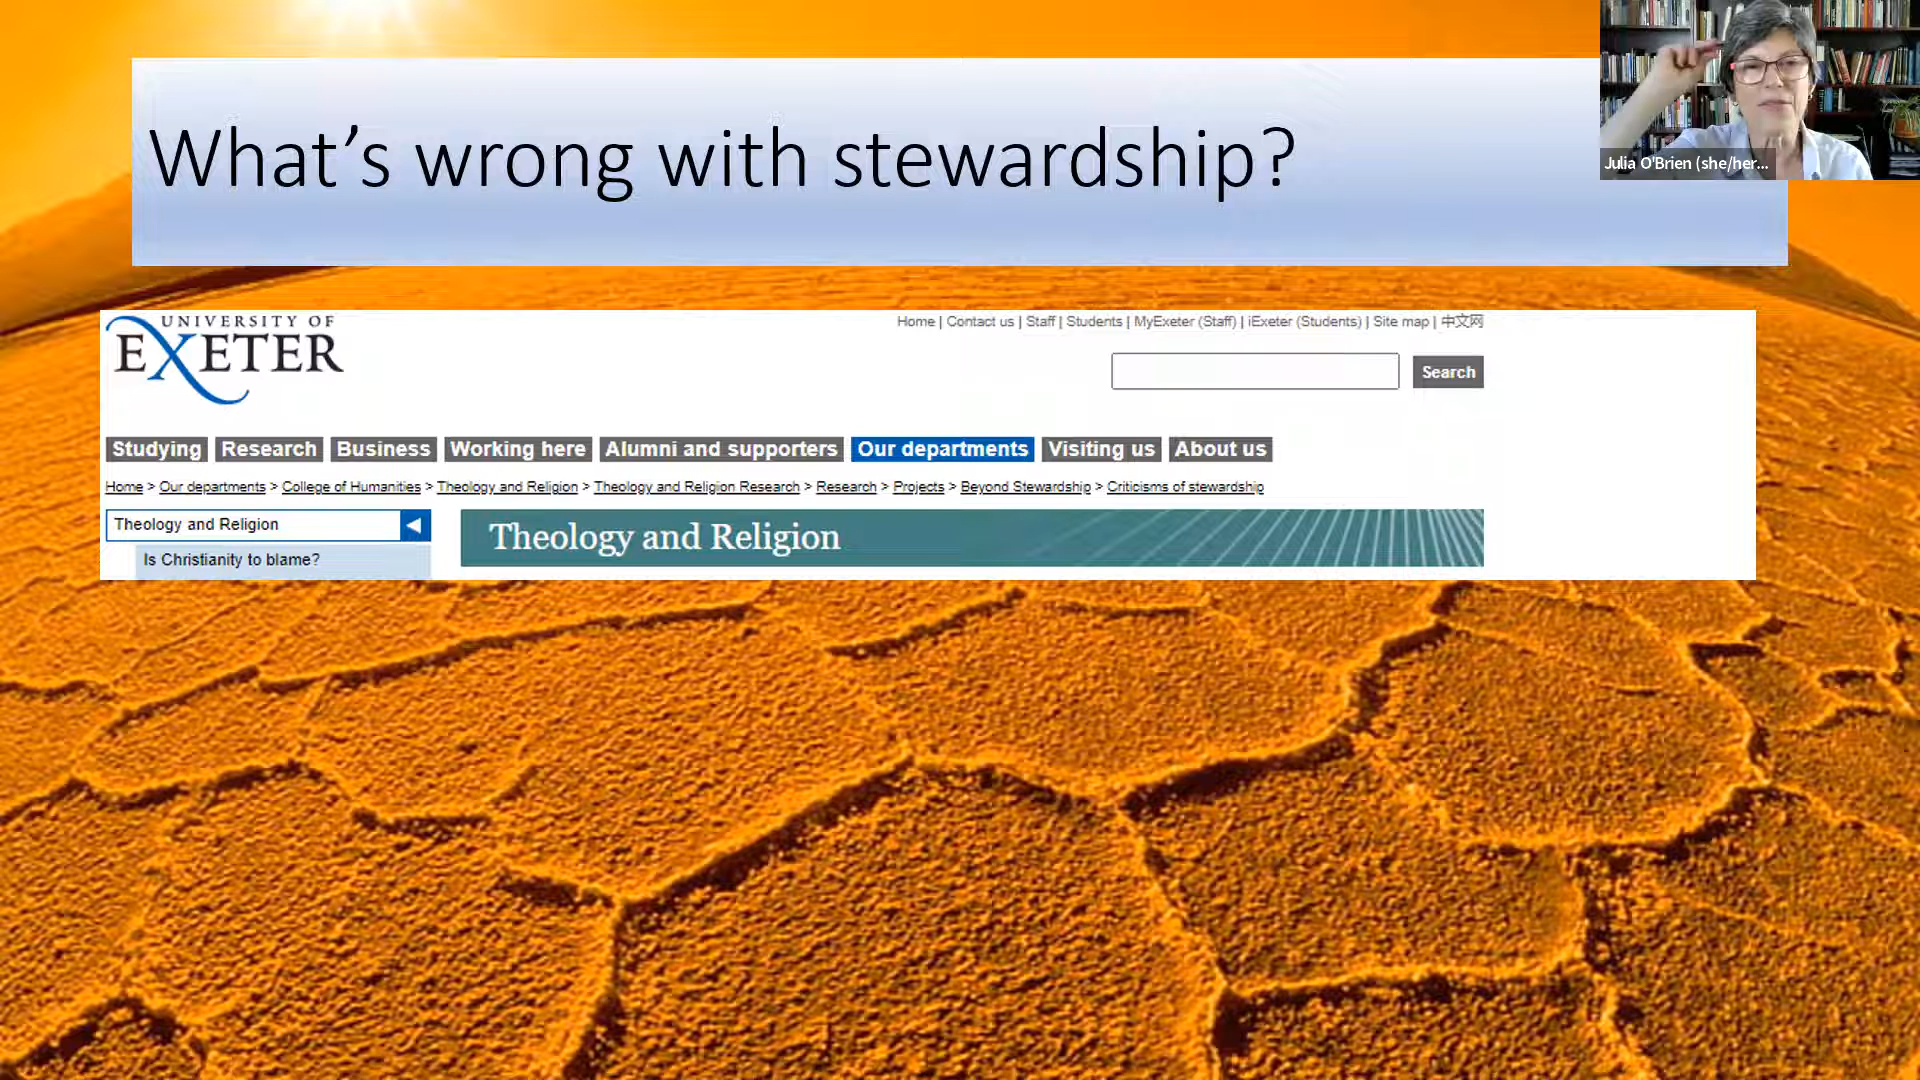 What's wrong with stewardship?
Julia O'Brien (she/her...
UNIVERSITY OF
EXETER
Home | Contact us | Staff | Students | MyExeter (Staff) | iExeter (Students) | Site map | 中文网
Search
Studying Research Business Working here Alumni and supporters Our departments Visiting us About us
Home > Our departments > College of Humanities > Theology and Religion > Theology and Religion Research > Research > Projects > Beyond Stewardship > Criticisms of stewardship
Theology and Religion
Theology and Religion
Is Christianity to blame?